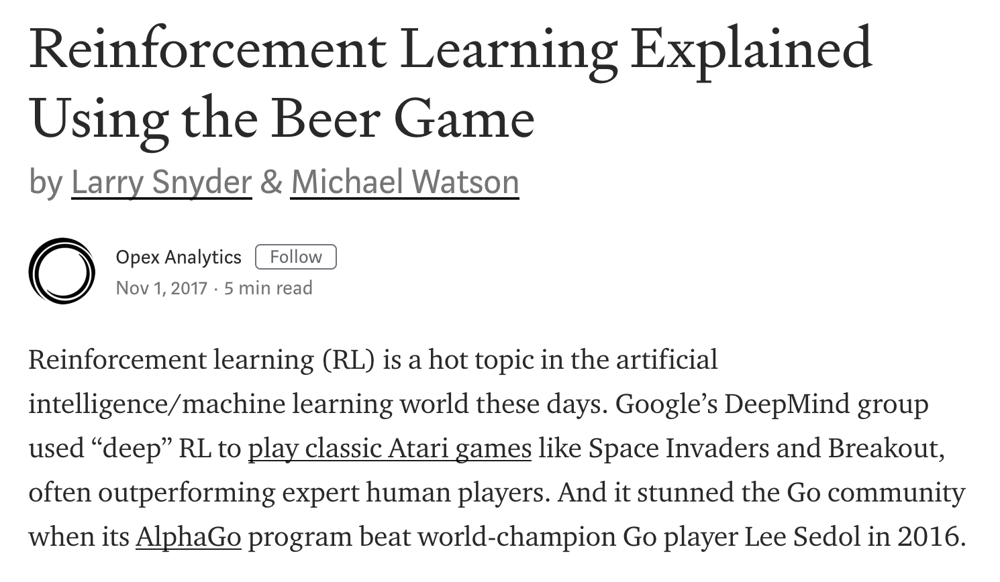 Reinforcement Learning Explained
Using the Beer Game
by Larry Snyder & Michael Watson
Opex Analytics Follow
Nov 1, 2017 · 5 min read
Reinforcement learning (RL) is a hot topic in the artificial
intelligence/machine learning world these days. Google’s DeepMind group
used “deep” RL to play classic Atari games like Space Invaders and Breakout,
often outperforming expert human players. And it stunned the Go community
when its AlphaGo program beat world-champion Go player Lee Sedol in 2016.